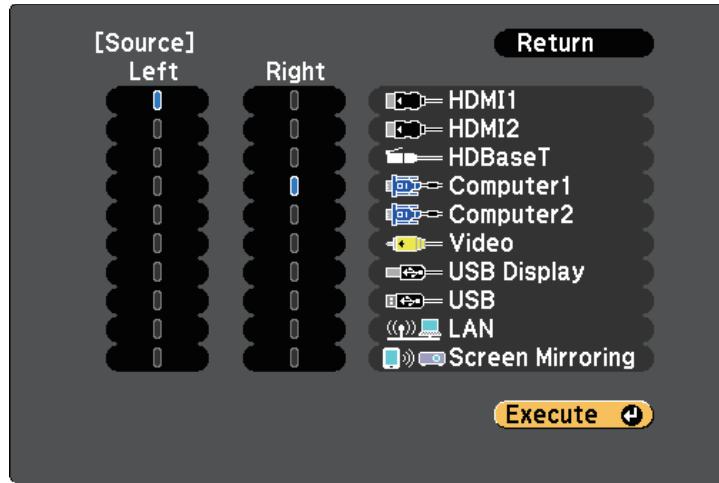 [Source]
Return
Left Right
HDMI1
HDMI2
HDBaseT
Computer1
Computer2
Video
USB Display
USB
LAN
Screen Mirroring
Execute